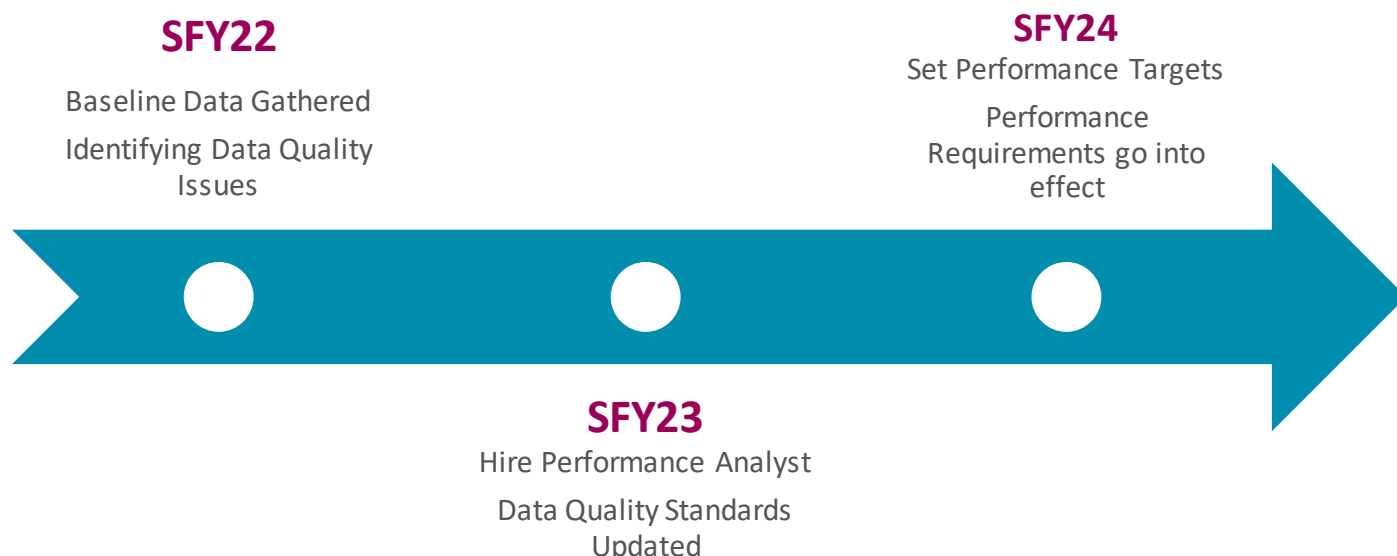 SFY22
Baseline Data Gathered
Identifying Data Quality
Issues
SFY24
Set Performance Targets
Performance
Requirements go into
effect
SFY23
Hire Performance Analyst
Data Quality Standards
Updated